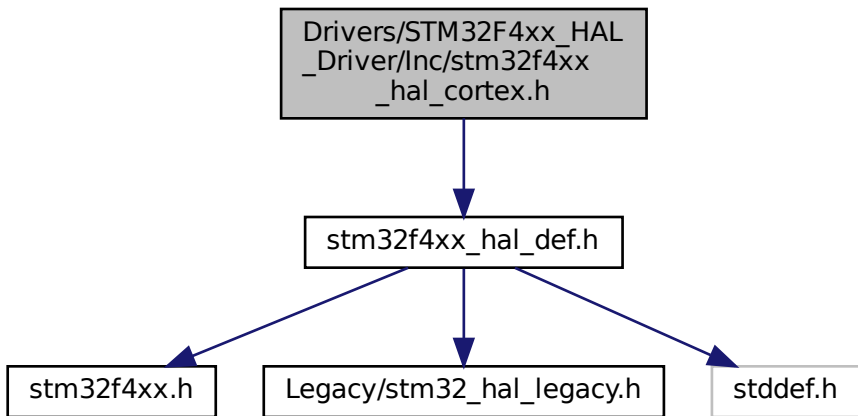 Drivers/STM32F4xx_HAL
_Driver/Inc/stm32f4xx
_hal_cortex.h
stm32f4xx_hal_def.h
stm32f4xx.h
Legacy/stm32_hal_legacy.h
stddef.h